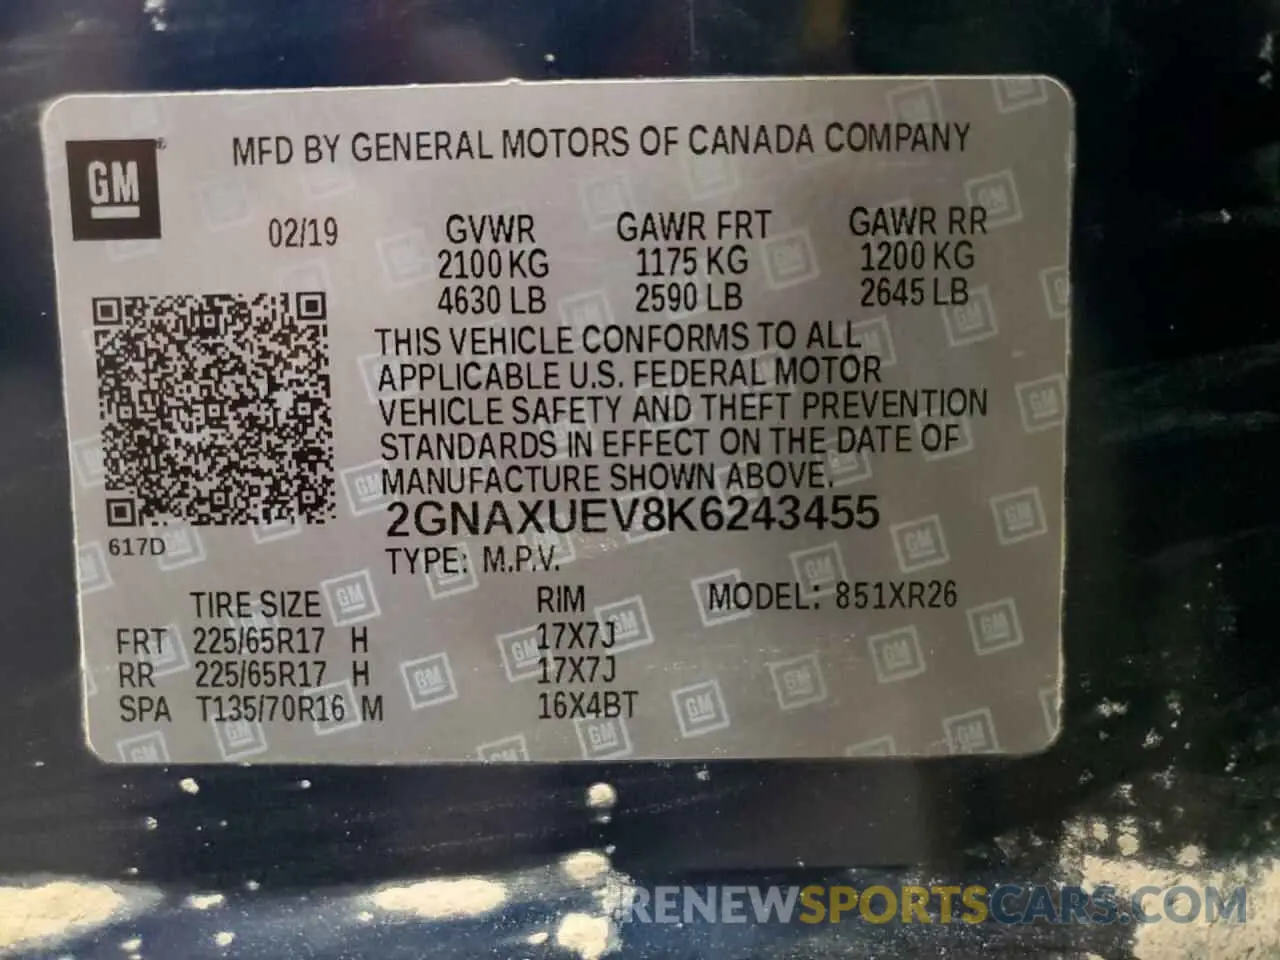 GM®
MFD BY GENERAL MOTORS OF CANADA COMPANY
02/19 GVWR GAWR FRT GAWR RR
2100 KG 1175 KG 1200 KG
4630 LB 2590 LB 2645 LB
THIS VEHICLE CONFORMS TO ALL
APPLICABLE U.S. FEDERAL MOTOR
VEHICLE SAFETY AND THEFT PREVENTION
STANDARDS IN EFFECT ON THE DATE OF
MANUFACTURE SHOWN ABOVE.
2GNAXUEV8K6243455
617D
TYPE: M.P.V.
TIRE SIZE RIM MODEL: 851XR26
FRT 225/65R17 H 17X7J
RR 225/65R17 H 17X7J
SPA T135/70R16 M 16X4BT
RENEWSPORTSCARS.COM